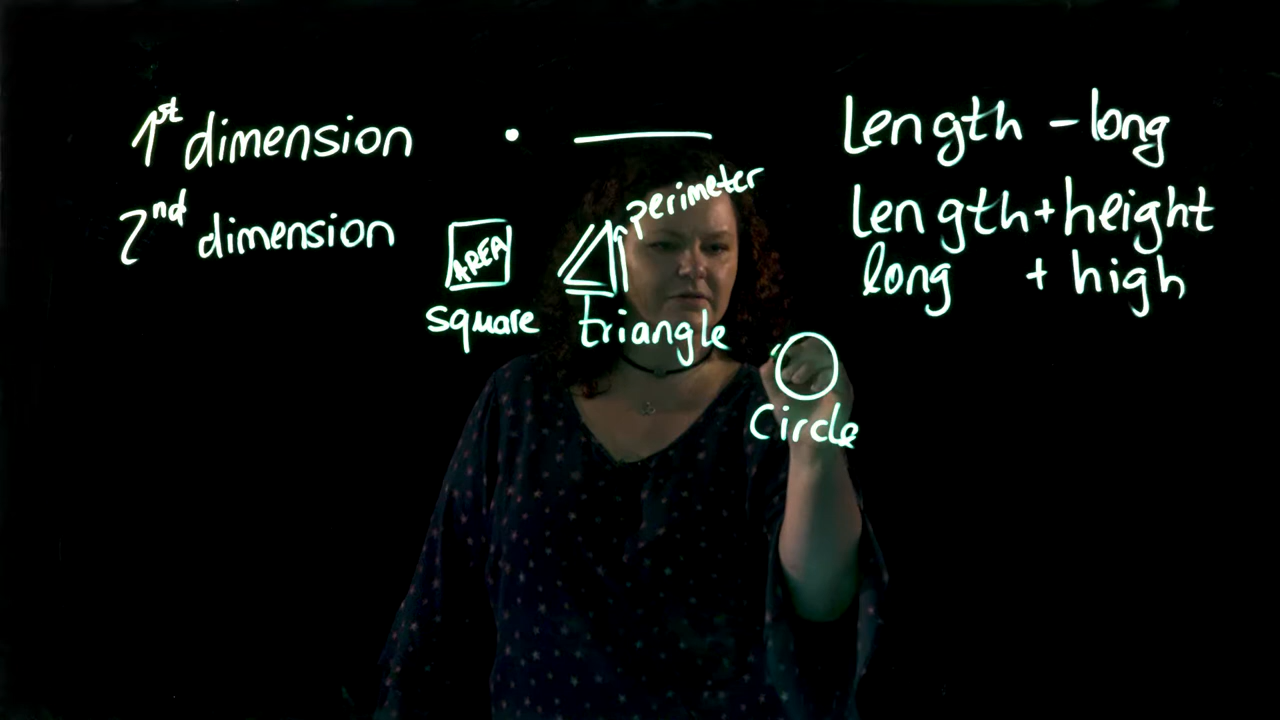 1st dimension
Length - long
2nd dimension
perimeter
length + height
AREA
long + high
square
triangle
Circle